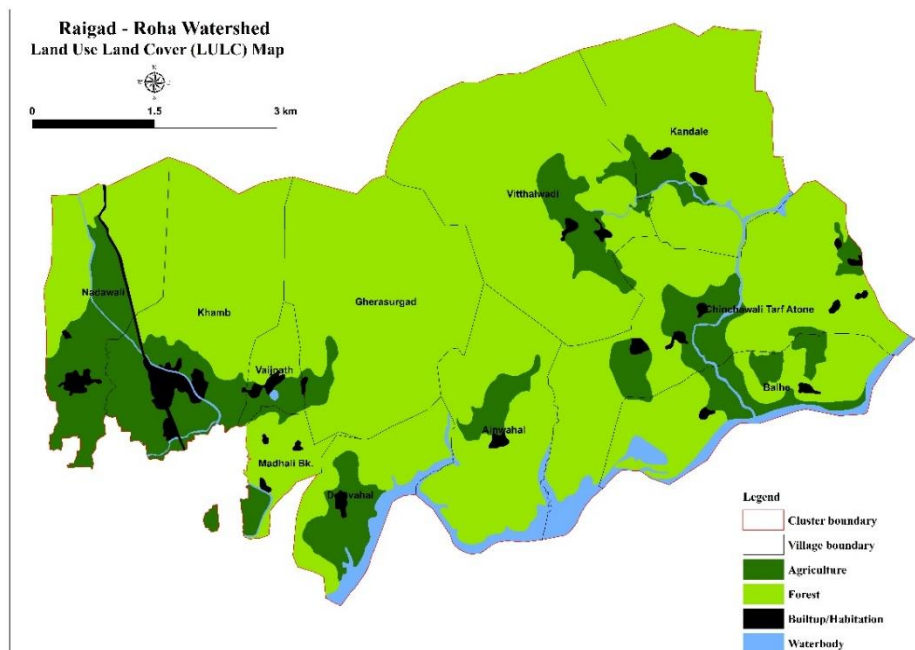 Raigad - Roha Watershed
Land Use Land Cover (LULC) Map
N
0 1.5 3 km
Kandale
Vitthalwadi
Nadawali
Khamb
Gherasurgad
Chinchawali Tarf Atone
Vaijnath
Balhe
Ainwahal
Madhali Bk.
Legend
Cluster boundary
Village boundary
Agriculture
Forest
Builtup/Habitation
Waterbody